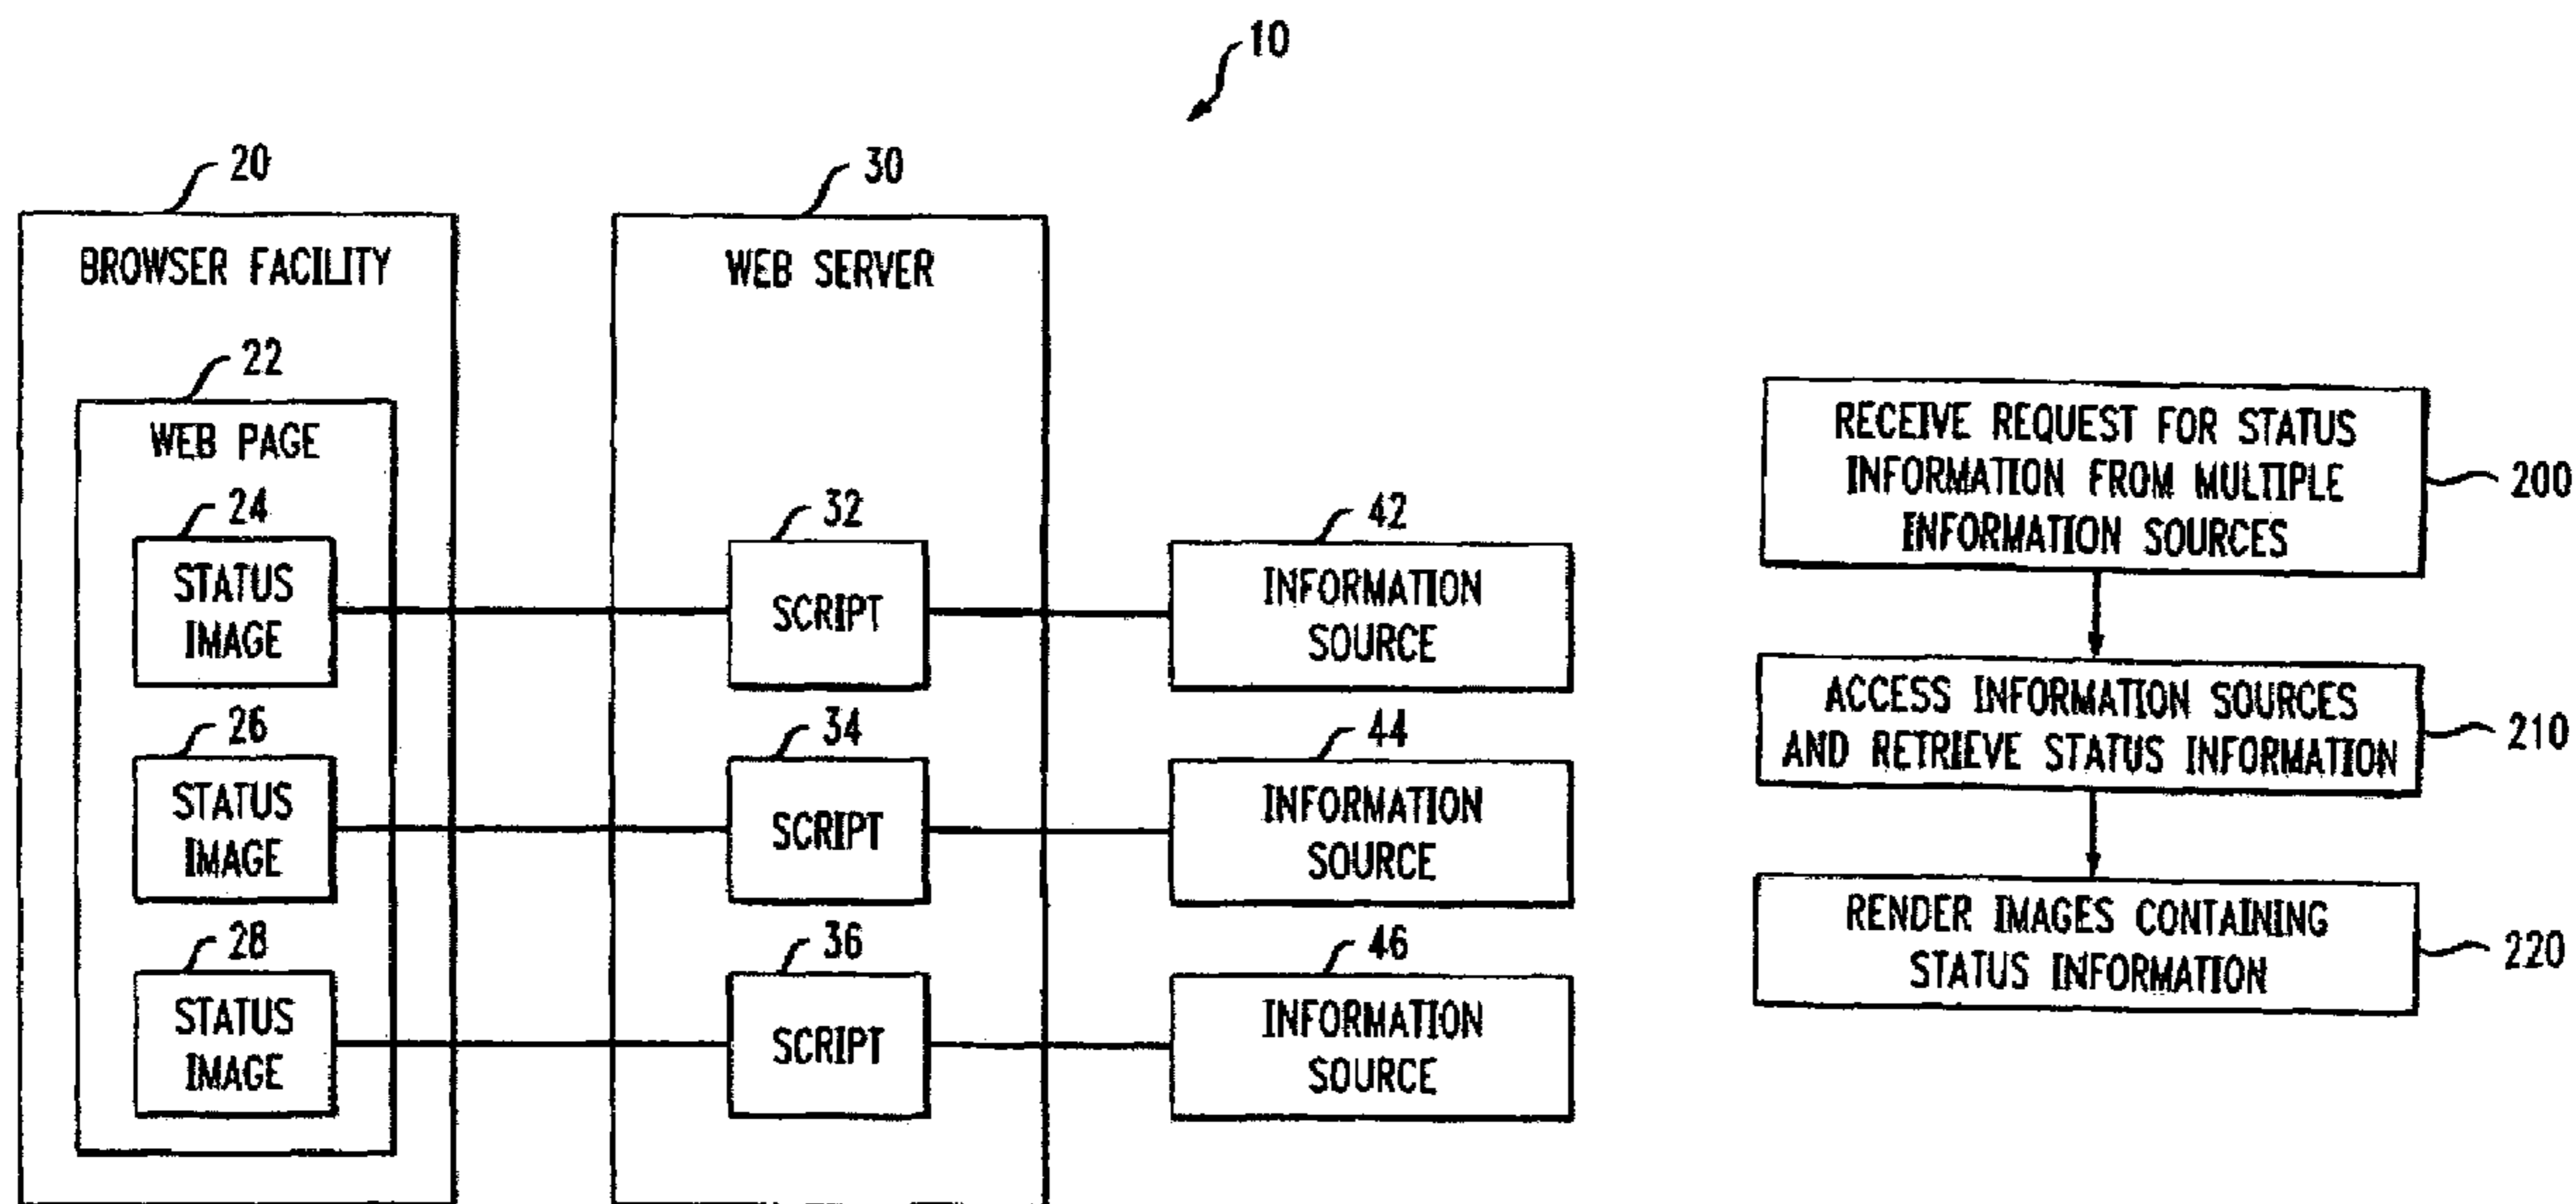 10
20
BROWSER FACILITY
22
WEB PAGE
24
STATUS
IMAGE
26
STATUS
IMAGE
28
STATUS
IMAGE
30
WEB SERVER
32
SCRIPT
34
SCRIPT
36
SCRIPT
42
INFORMATION
SOURCE
44
INFORMATION
SOURCE
46
INFORMATION
SOURCE
RECEIVE REQUEST FOR STATUS
INFORMATION FROM MULTIPLE
INFORMATION SOURCES
200
ACCESS INFORMATION SOURCES
AND RETRIEVE STATUS INFORMATION
210
RENDER IMAGES CONTAINING
STATUS INFORMATION
220